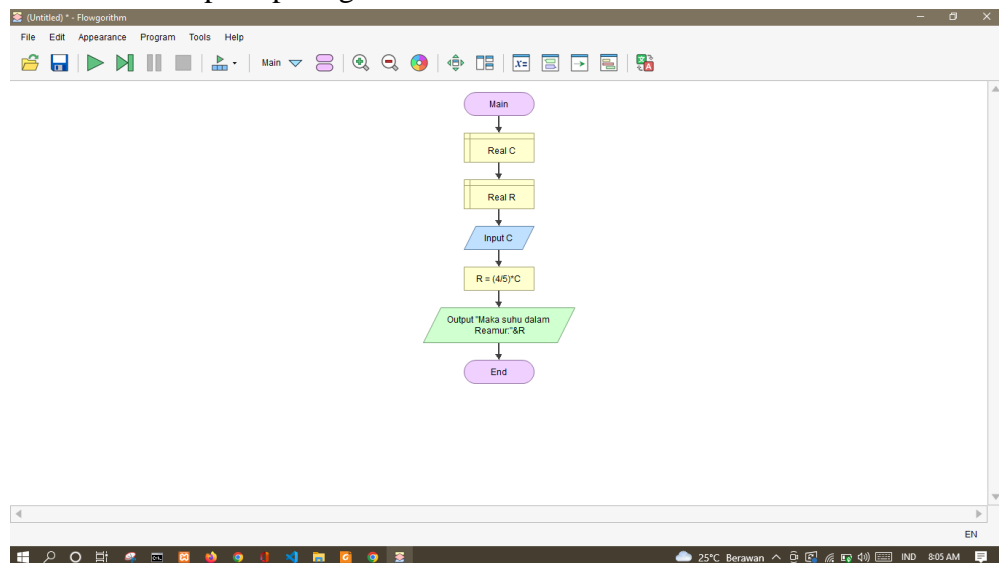 (Untitled) * - Flowgorithm
File Edit Appearance Program Tools Help
Main
Main
Real C
Real R
Input C
R = (4/5)*C
Output "Maka suhu dalam
Reamur:"&R
End
EN
25°C Berawan
IND
8:05 AM